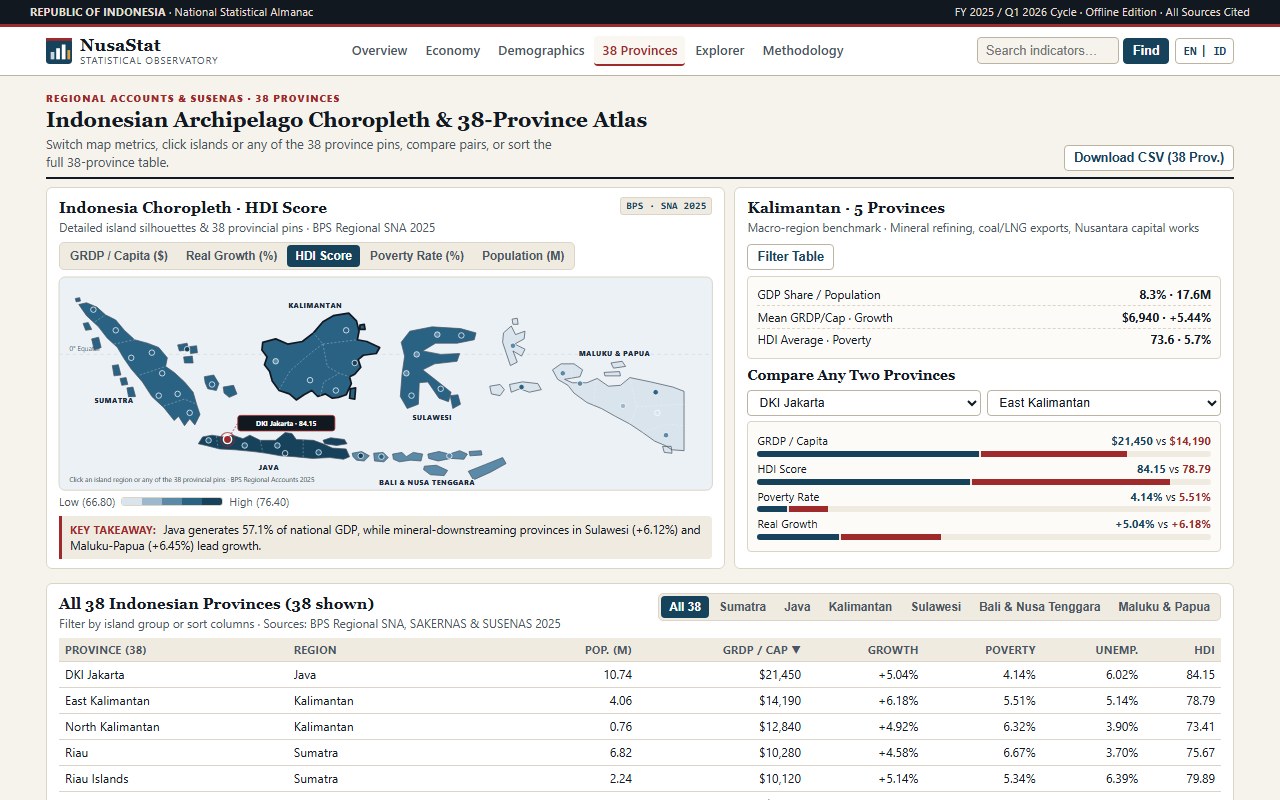 REPUBLIC OF INDONESIA · National Statistical Almanac
FY 2025 / Q1 2026 Cycle · Offline Edition · All Sources Cited
NusaStat
STATISTICAL OBSERVATORY
Overview Economy Demographics 38 Provinces Explorer Methodology
Search indicators...
Find
EN | ID
REGIONAL ACCOUNTS & SUSENAS · 38 PROVINCES
Indonesian Archipelago Choropleth & 38-Province Atlas
Switch map metrics, click islands or any of the 38 province pins, compare pairs, or sort the
full 38-province table.
Download CSV (38 Prov.)
Indonesia Choropleth · HDI Score
BPS · SNA 2025
Detailed island silhouettes & 38 provincial pins · BPS Regional SNA 2025
GRDP / Capita ($) Real Growth (%) HDI Score Poverty Rate (%) Population (M)
KALIMANTAN
0° Equa
MALUKU & PAPUA
SUMATRA
SULAWESI
DKI Jakarta · 84.15
JAVA
Click an island region or any of the 38 provincial pins · BPS Regional Accounts 2025
BALI & NUSA TENGGARA
Low (66.80) High (76.40)
KEY TAKEAWAY: Java generates 57.1% of national GDP, while mineral-downstreaming provinces in Sulawesi (+6.12%) and
Maluku-Papua (+6.45%) lead growth.
Kalimantan · 5 Provinces
Macro-region benchmark · Mineral refining, coal/LNG exports, Nusantara capital works
Filter Table
GDP Share / Population 8.3% · 17.6M
Mean GRDP/Cap · Growth $6,940 · +5.44%
HDI Average · Poverty 73.6 · 5.7%
Compare Any Two Provinces
DKI Jakarta East Kalimantan
GRDP / Capita $21,450 vs $14,190
HDI Score 84.15 vs 78.79
Poverty Rate 4.14% vs 5.51%
Real Growth +5.04% vs +6.18%
All 38 Indonesian Provinces (38 shown)
Filter by island group or sort columns · Sources: BPS Regional SNA, SAKERNAS & SUSENAS 2025
All 38 Sumatra Java Kalimantan Sulawesi Bali & Nusa Tenggara Maluku & Papua
PROVINCE (38) REGION POP. (M) GRDP / CAP ▼ GROWTH POVERTY UNEMP. HDI
DKI Jakarta Java 10.74 $21,450 +5.04% 4.14% 6.02% 84.15
East Kalimantan Kalimantan 4.06 $14,190 +6.18% 5.51% 5.14% 78.79
North Kalimantan Kalimantan 0.76 $12,840 +4.92% 6.32% 3.90% 73.41
Riau Sumatra 6.82 $10,280 +4.58% 6.67% 3.70% 75.67
Riau Islands Sumatra 2.24 $10,120 +5.14% 5.34% 6.39% 79.89